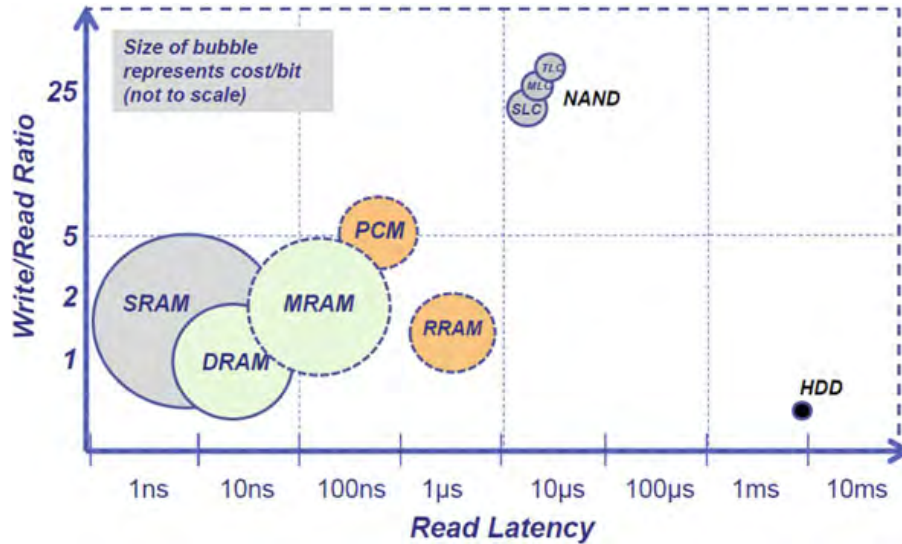 Size of bubble
represents cost/bit
(not to scale)
Write/Read Ratio
25
5
2
1
TLC
MLC
SLC
NAND
PCM
SRAM
MRAM
RRAM
DRAM
HDD
1ns 10ns 100ns 1µs 10µs 100µs 1ms 10ms
Read Latency